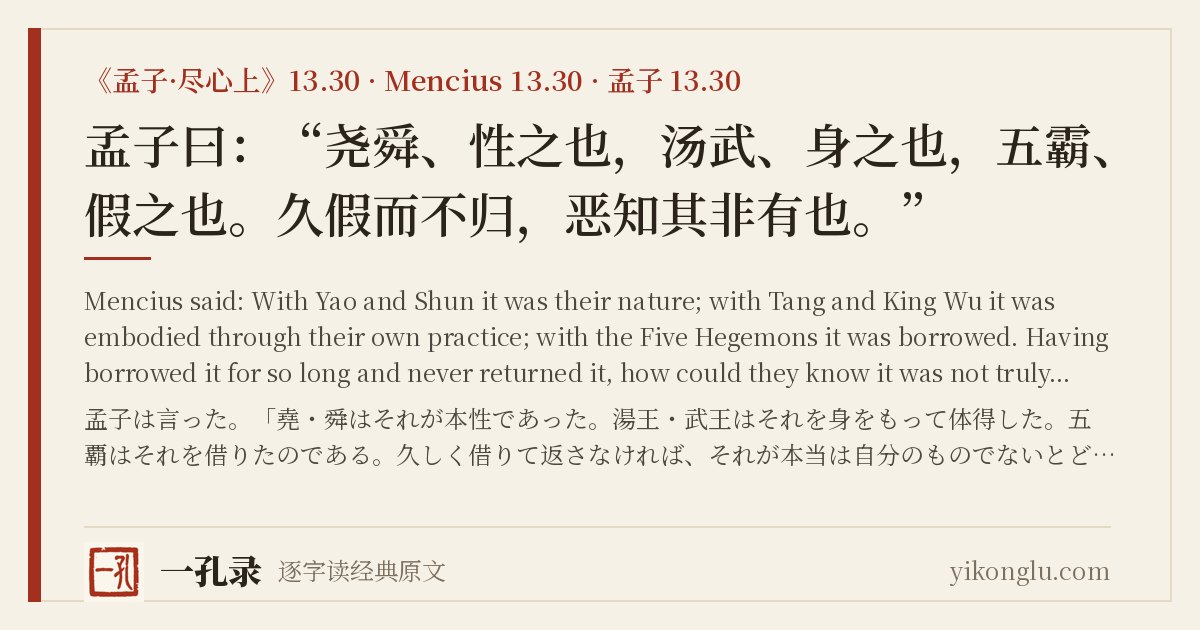 《孟子·尽心上》13.30 · Mencius 13.30 · 孟子 13.30
孟子曰：“尧舜、性之也，汤武、身之也，五霸、
假之也。久假而不归，恶知其非有也。”
Mencius said: With Yao and Shun it was their nature; with Tang and King Wu it was
embodied through their own practice; with the Five Hegemons it was borrowed. Having
borrowed it for so long and never returned it, how could they know it was not truly…
孟子は言った。「堯・舜はそれが本性であった。湯王・武王はそれを身をもって体得した。五
覇はそれを借りたのである。久しく借りて返さなければ、それが本当は自分のものでないとど…
一孔
一孔录 逐字读经典原文 yikonglu.com